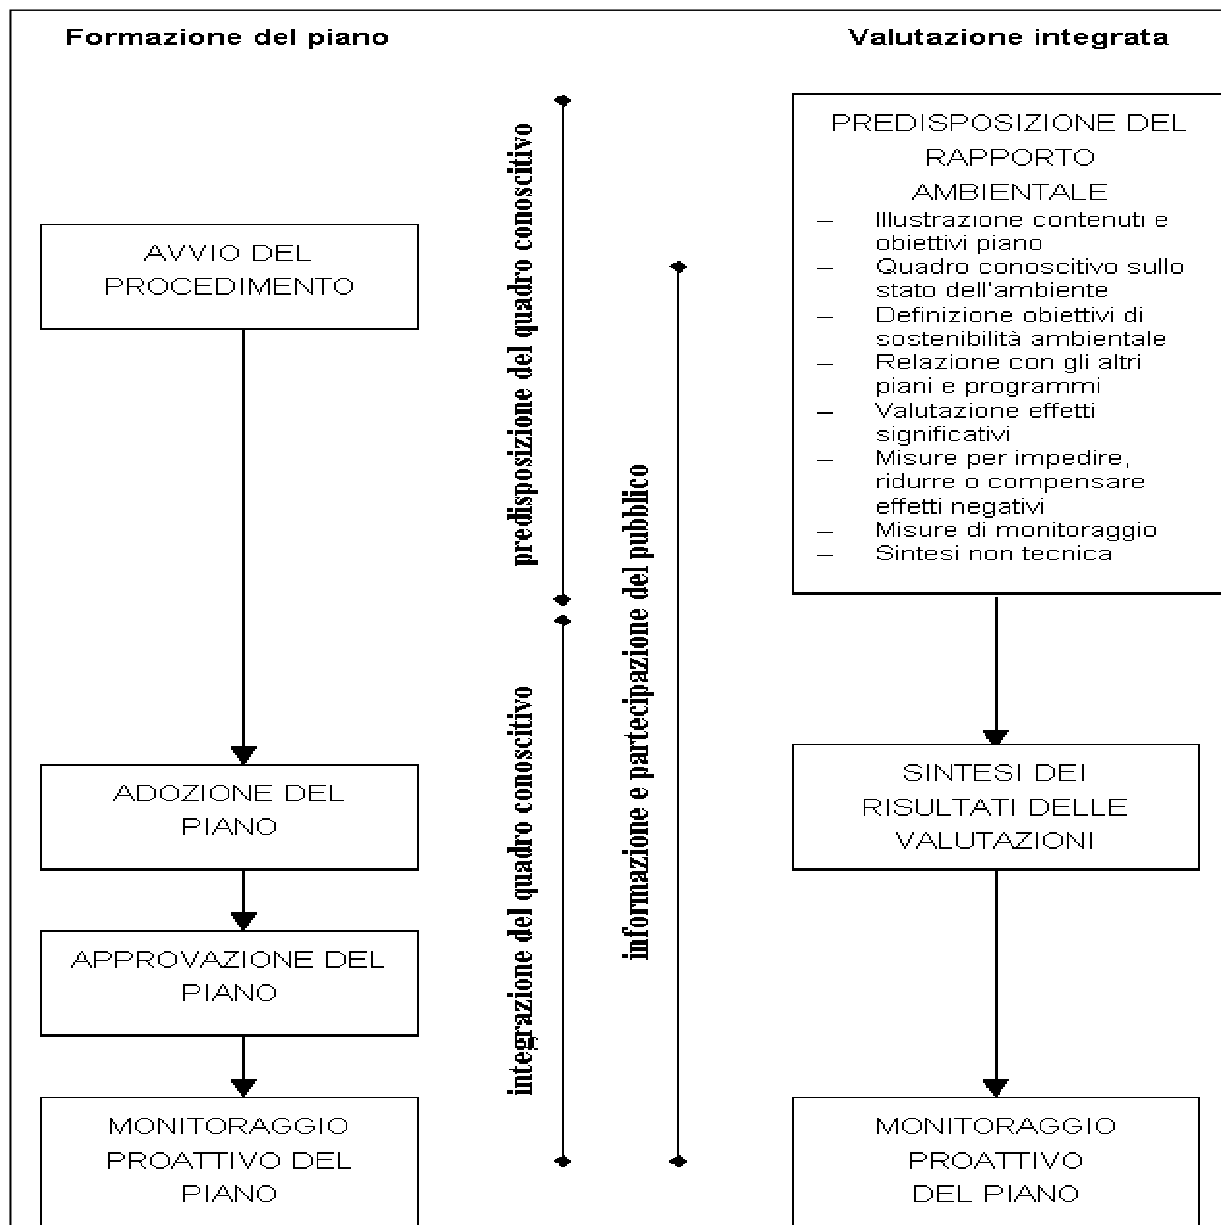 Formazione del piano
Valutazione integrata
AVVIO DEL
PROCEDIMENTO
ADOZIONE DEL
PIANO
APPROVAZIONE DEL
PIANO
MONITORAGGIO
PROATTIVO DEL
PIANO
predisposizione del quadro conoscitivo
integrazione del quadro conoscitivo
informazione e partecipazione del pubblico
PREDISPOSIZIONE DEL
RAPPORTO
AMBIENTALE
– Illustrazione contenuti e
obiettivi piano
– Quadro conoscitivo sullo
stato dell'ambiente
– Definizione obiettivi di
sostenibilità ambientale
– Relazione con gli altri
piani e programmi
– Valutazione effetti
significativi
– Misure per impedire,
ridurre o compensare
effetti negativi
– Misure di monitoraggio
– Sintesi non tecnica
SINTESI DEI
RISULTATI DELLE
VALUTAZIONI
MONITORAGGIO
PROATTIVO
DEL PIANO